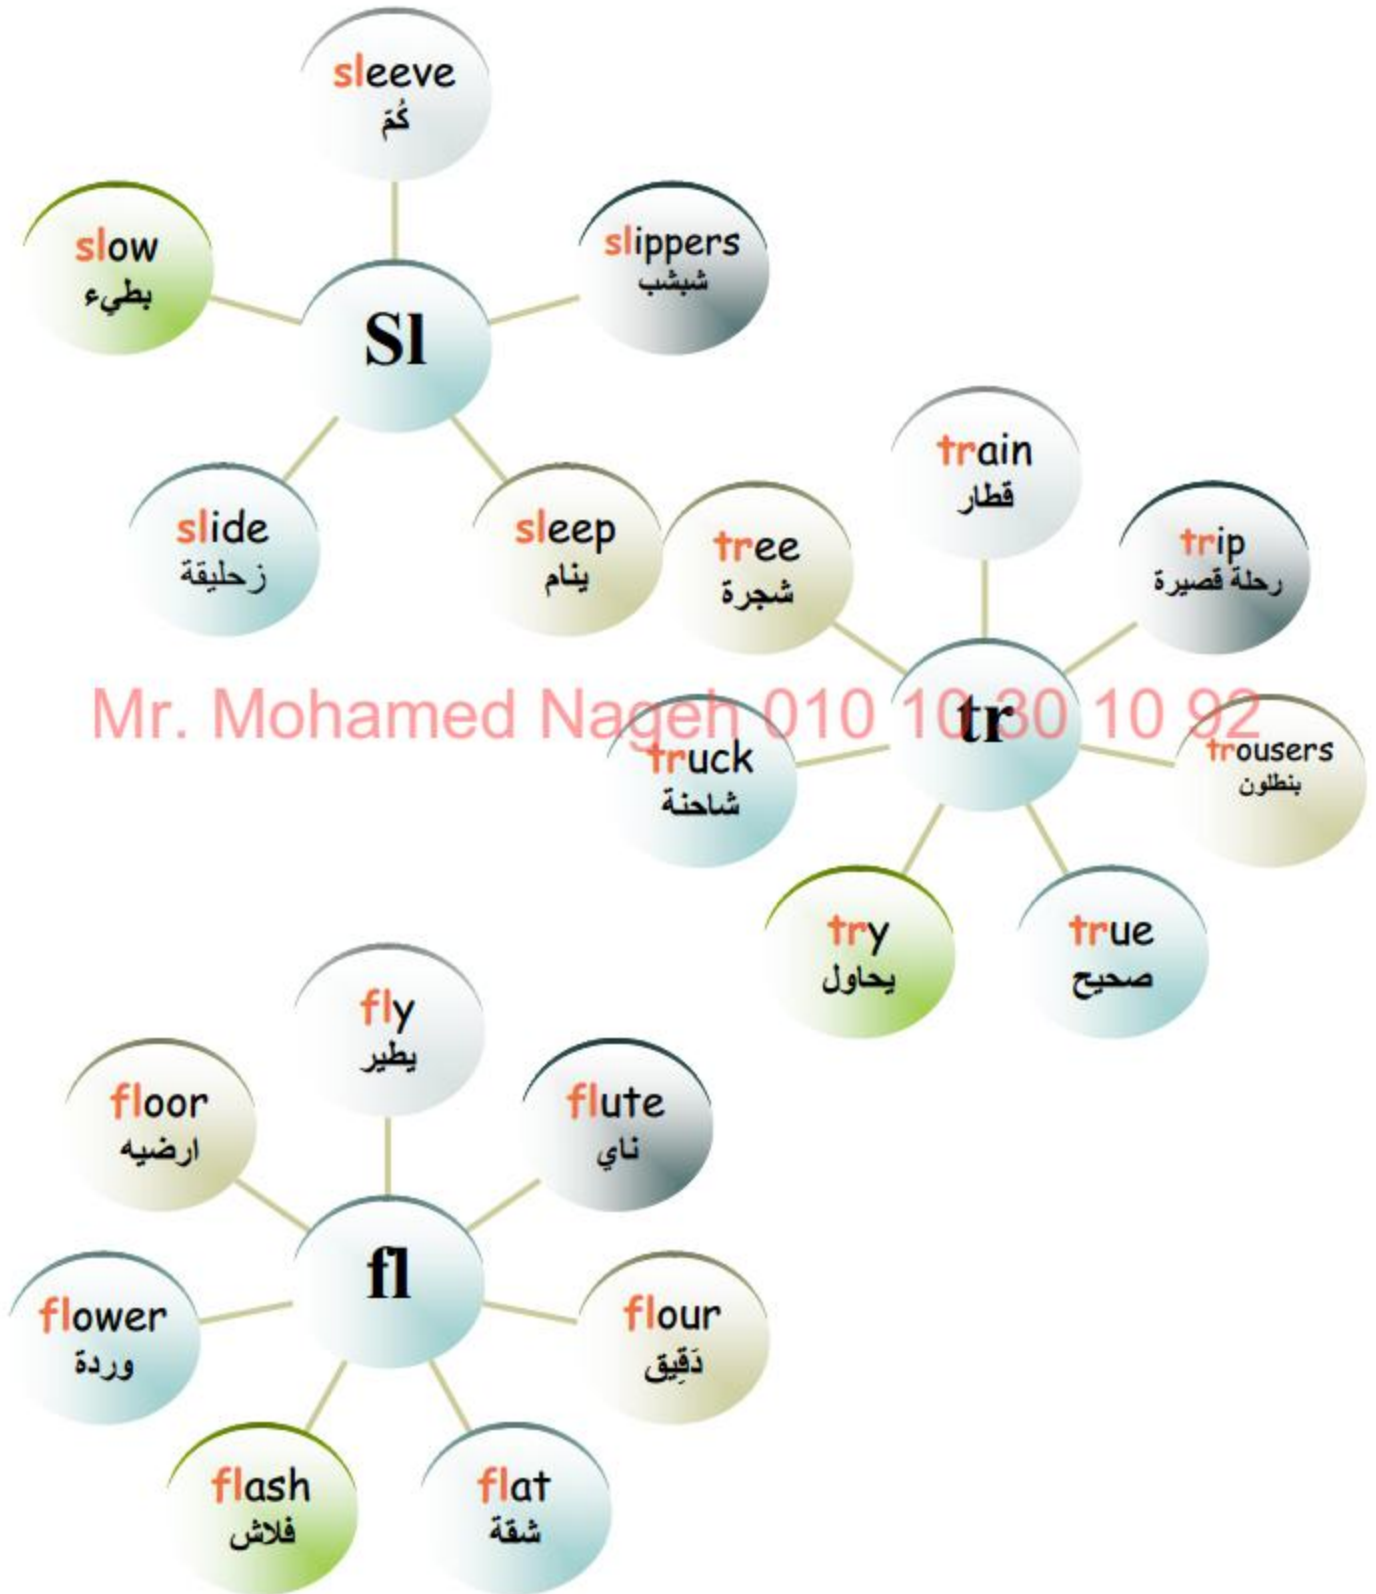 sleeve
كُمّ
slow
بطيء
slippers
شبشب
Sl
slide
زحليقة
sleep
ينام
train
قطار
tree
شجرة
trip
رحلة قصيرة
Mr. Mohamed Nageh 010 10 30 10 92
tr
truck
شاحنة
trousers
بنطلون
try
يحاول
true
صحيح
fly
يطير
floor
ارضيه
flute
ناي
fl
flower
وردة
flour
دَقِيق
flash
فلاش
flat
شقة